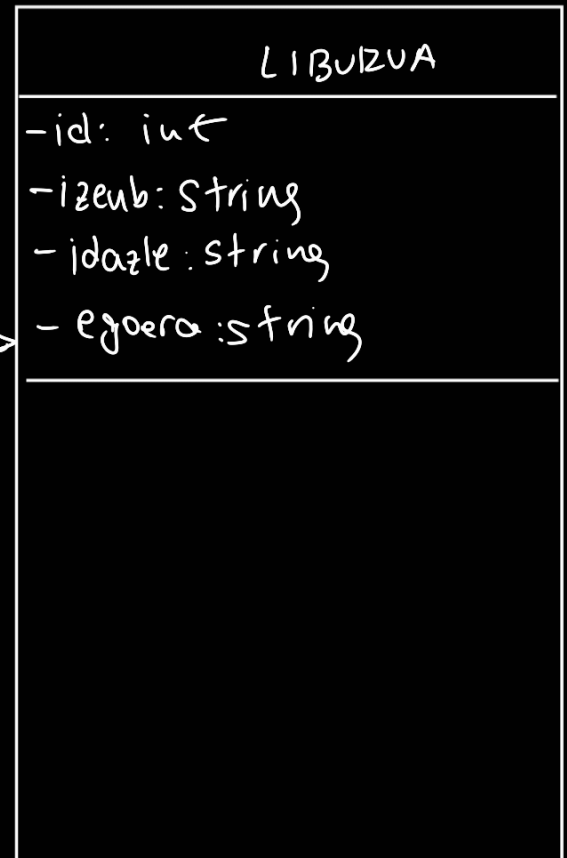 LIBURUA
-id: int
-izenb: string
- idazle: string
- egoera: string